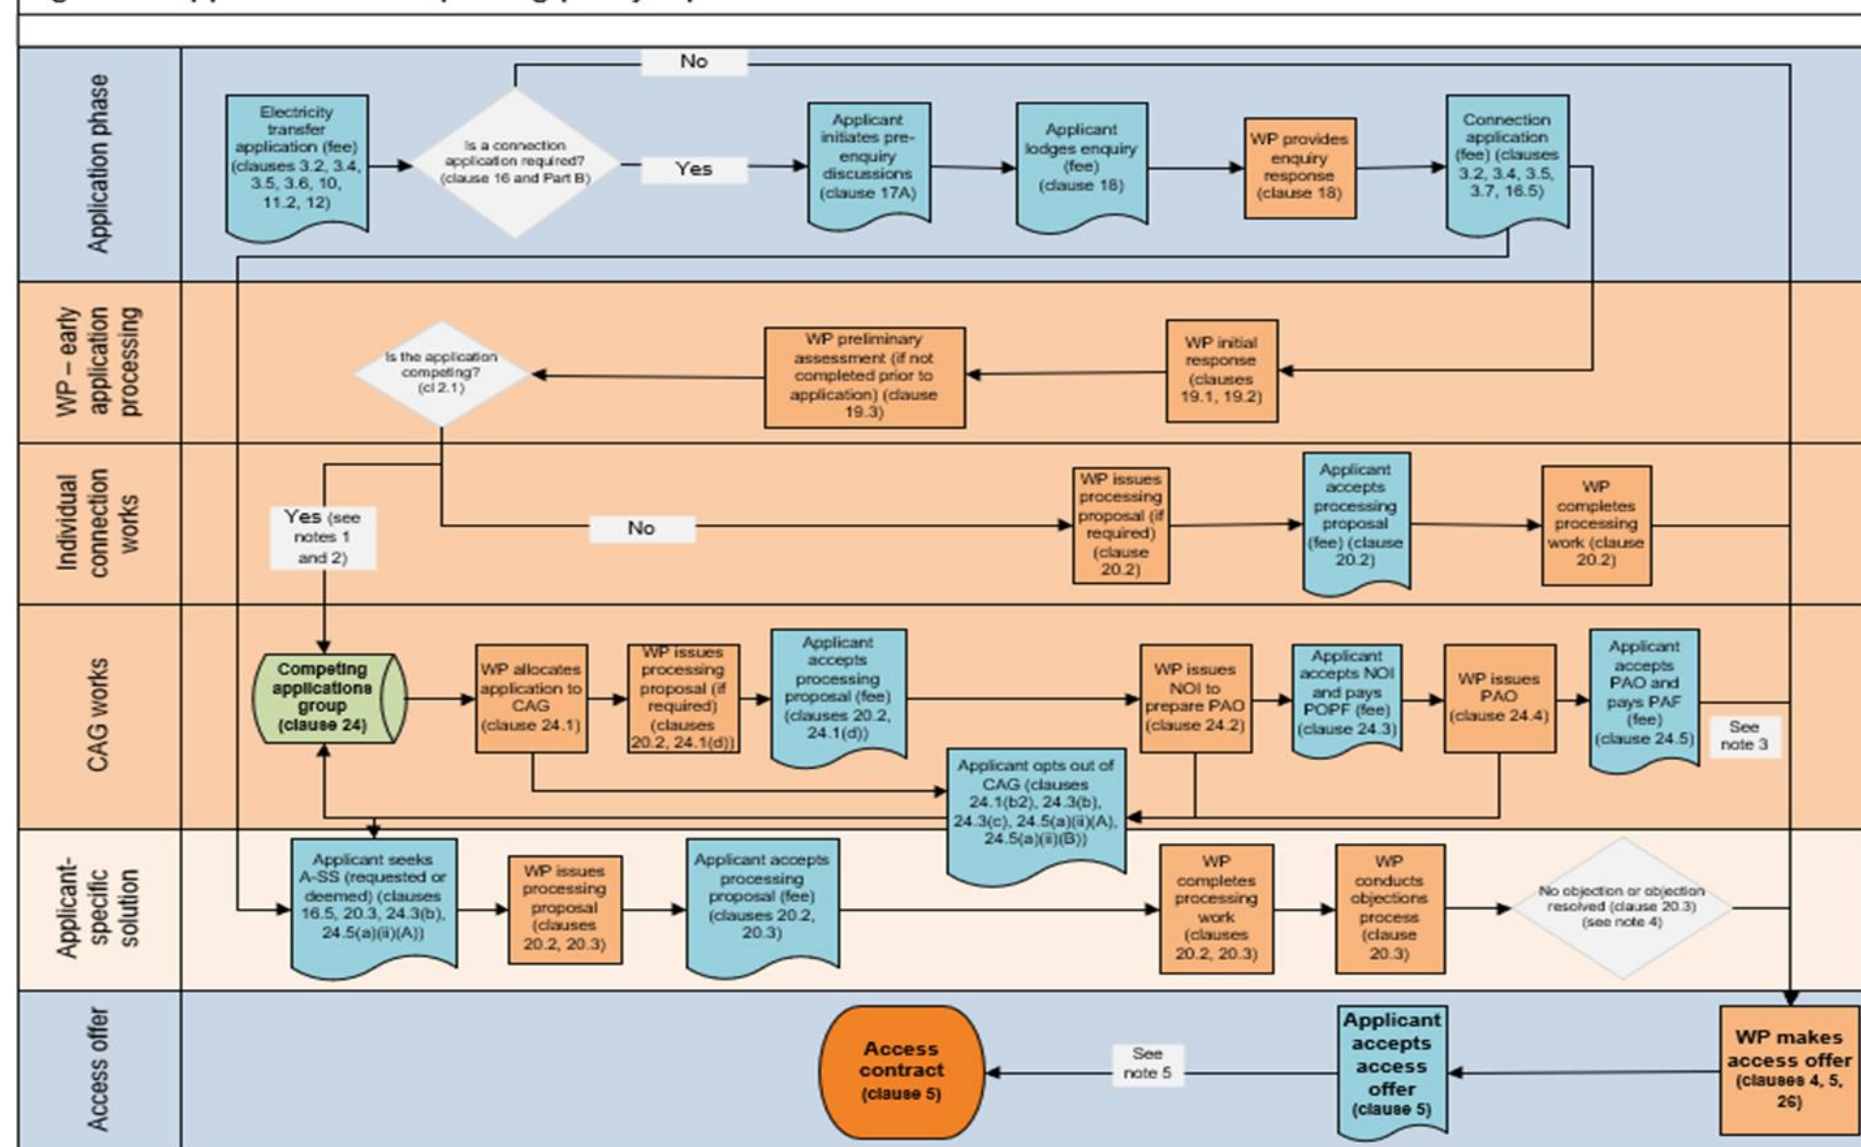 Application phase
No
Electricity
transfer
application (fee)
(clauses 3.2, 3.4,
3.5, 3.6, 10,
11.2, 12)
Is a connection
application required?
(clause 16 and Part B)
Yes
Applicant
initiates pre-
enquiry
discussions
(clause 17A)
Applicant
lodges enquiry
(fee)
(clause 18)
WP provides
enquiry
response
(clause 18)
Connection
application
(fee) (clauses
3.2, 3.4, 3.5,
3.7, 16.5)
WP – early
application
processing
Is the application
competing?
(cl 2.1)
WP preliminary
assessment (if not
completed prior to
application) (clause
19.3)
WP initial
response
(clauses
19.1, 19.2)
Individual
connection
works
Yes (see
notes 1
and 2)
No
WP issues
processing
proposal (if
required)
(clause
20.2)
Applicant
accepts
processing
proposal
(fee) (clause
20.2)
WP
completes
processing
work (clause
20.2)
CAG works
Competing
applications
group
(clause 24)
WP allocates
application to
CAG
(clause 24.1)
WP issues
processing
proposal (if
required)
(clauses
20.2, 24.1(d))
Applicant
accepts
processing
proposal (fee)
(clauses 20.2,
24.1(d))
WP issues
NOI to
prepare PAO
(clause 24.2)
Applicant
accepts NOI
and pays
POPF (fee)
(clause 24.3)
WP issues
PAO
(clause 24.4)
Applicant
accepts
PAO and
pays PAF
(fee)
(clause 24.5)
See
note 3
Applicant opts out of
CAG (clauses
24.1(b2), 24.3(b),
24.3(c), 24.5(a)(ii)(A),
24.5(a)(ii)(B))
Applicant-
specific
solution
Applicant seeks
A-SS (requested or
deemed) (clauses
16.5, 20.3, 24.3(b),
24.5(a)(ii)(A))
WP issues
processing
proposal
(clauses
20.2, 20.3)
Applicant accepts
processing
proposal (fee)
(clauses 20.2,
20.3)
WP
completes
processing
work
(clauses
20.2, 20.3)
WP
conducts
objections
process
(clause
20.3)
No objection or objection
resolved (clause 20.3)
(see note 4)
Access offer
Access
contract
(clause 5)
See
note 5
Applicant
accepts
access
offer
(clause 5)
WP makes
access offer
(clauses 4, 5,
26)